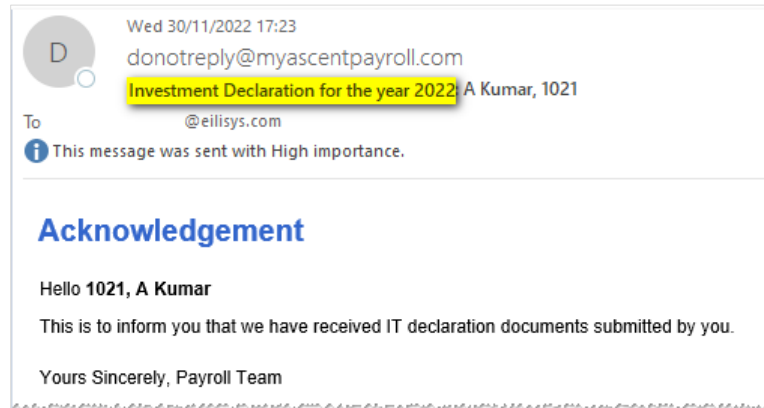 D
Wed 30/11/2022 17:23
donotreply@myascentpayroll.com
Investment Declaration for the year 2022: A Kumar, 1021
To @eilisys.com
i This message was sent with High importance.
Acknowledgement
Hello 1021, A Kumar
This is to inform you that we have received IT declaration documents submitted by you.
Yours Sincerely, Payroll Team